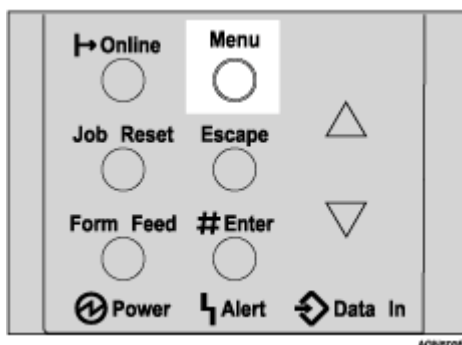 Online Menu
Job Reset Escape
Form Feed # Enter
Power Alert Data In